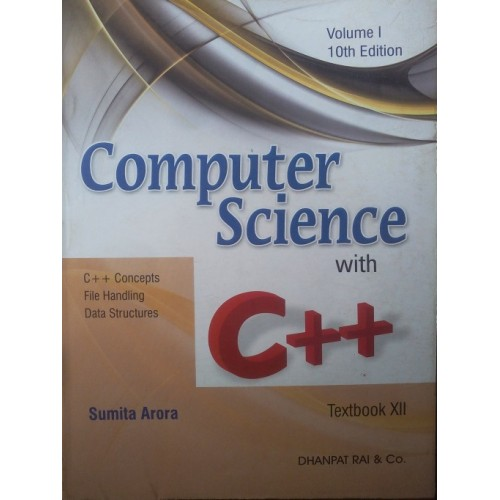 Volume I
10th Edition
Computer
Science
with
C++
C++ Concepts
File Handling
Data Structures
Sumita Arora
Textbook XII
DHANPAT RAI & Co.